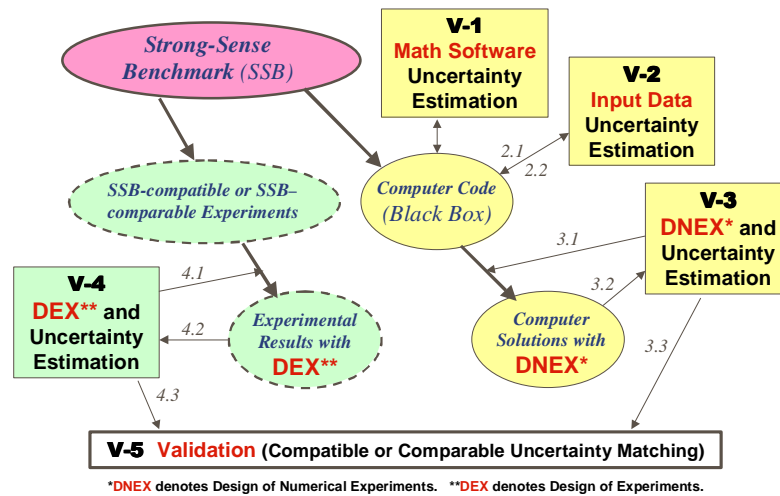 Strong-Sense
Benchmark (SSB)
V-1
Math Software
Uncertainty
Estimation
V-2
Input Data
Uncertainty
Estimation
2.1
2.2
SSB-compatible or SSB–
comparable Experiments
Computer Code
(Black Box)
V-3
DNEX* and
Uncertainty
Estimation
3.1
3.2
3.3
V-4
DEX** and
Uncertainty
Estimation
4.1
4.2
4.3
Experimental
Results with
DEX**
Computer
Solutions with
DNEX*
V-5 Validation (Compatible or Comparable Uncertainty Matching)
*DNEX denotes Design of Numerical Experiments. **DEX denotes Design of Experiments.